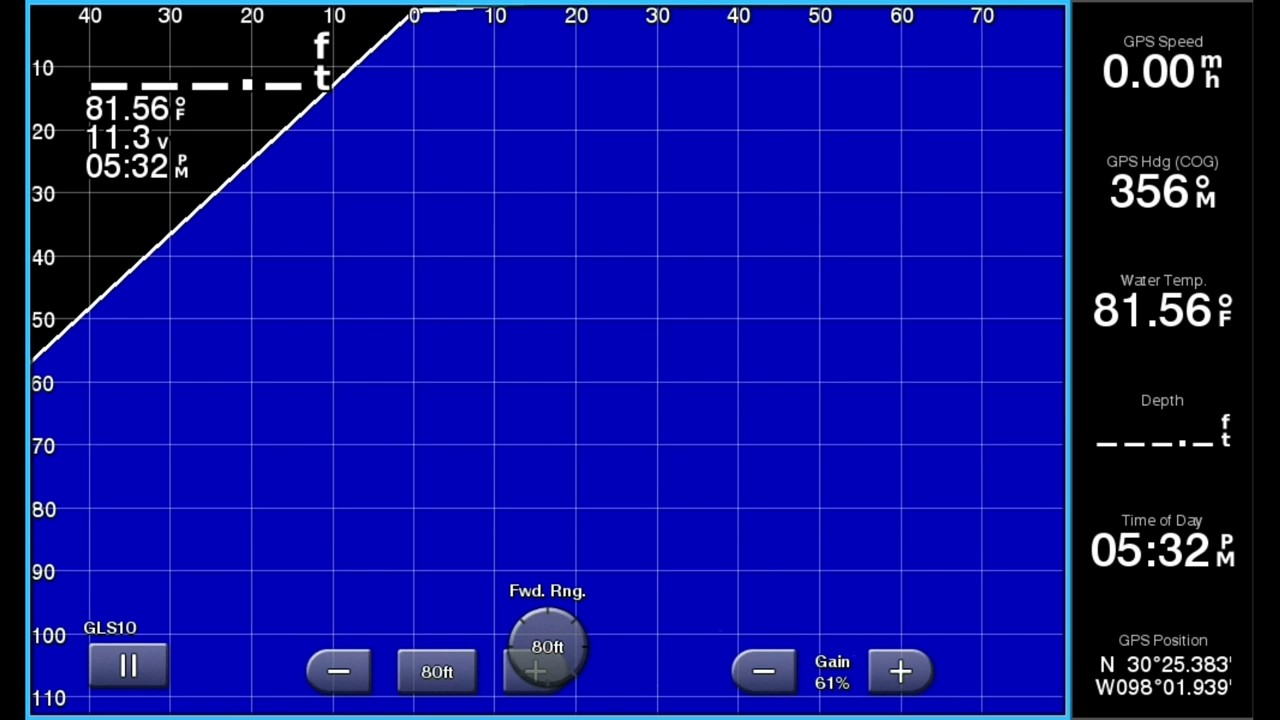 40 30 20 10 0 10 20 30 40 50 60 70
10
20
30
40
50
60
70
80
90
100
110
___._ ft
81.56°F
11.3 V
05:32 PM
GLS10
80ft
Fwd. Rng.
80ft
+
Gain
61%
− +
GPS Speed
0.00 mh
GPS Hdg (COG)
356°M
Water Temp.
81.56°F
Depth
___._ ft
Time of Day
05:32 PM
GPS Position
N 30°25.383'
W098°01.939'